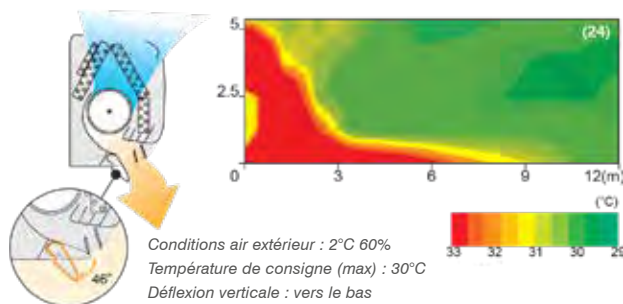 5
(24)
2.5
0
0 3 6 9 12(m)
(°C)
33 32 31 30 29
46°
Conditions air extérieur : 2°C 60%
Température de consigne (max) : 30°C
Déflexion verticale : vers le bas